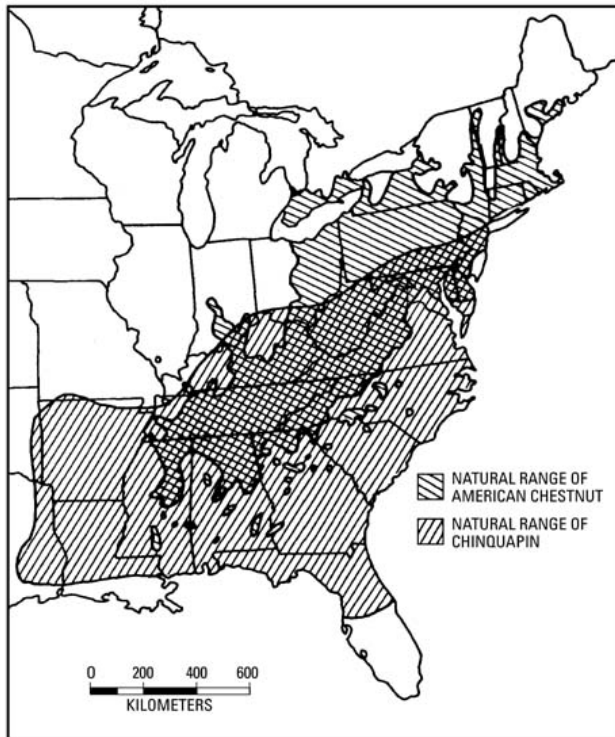 NATURAL RANGE OF
AMERICAN CHESTNUT
NATURAL RANGE OF
CHINQUAPIN
0 200 400 600
KILOMETERS